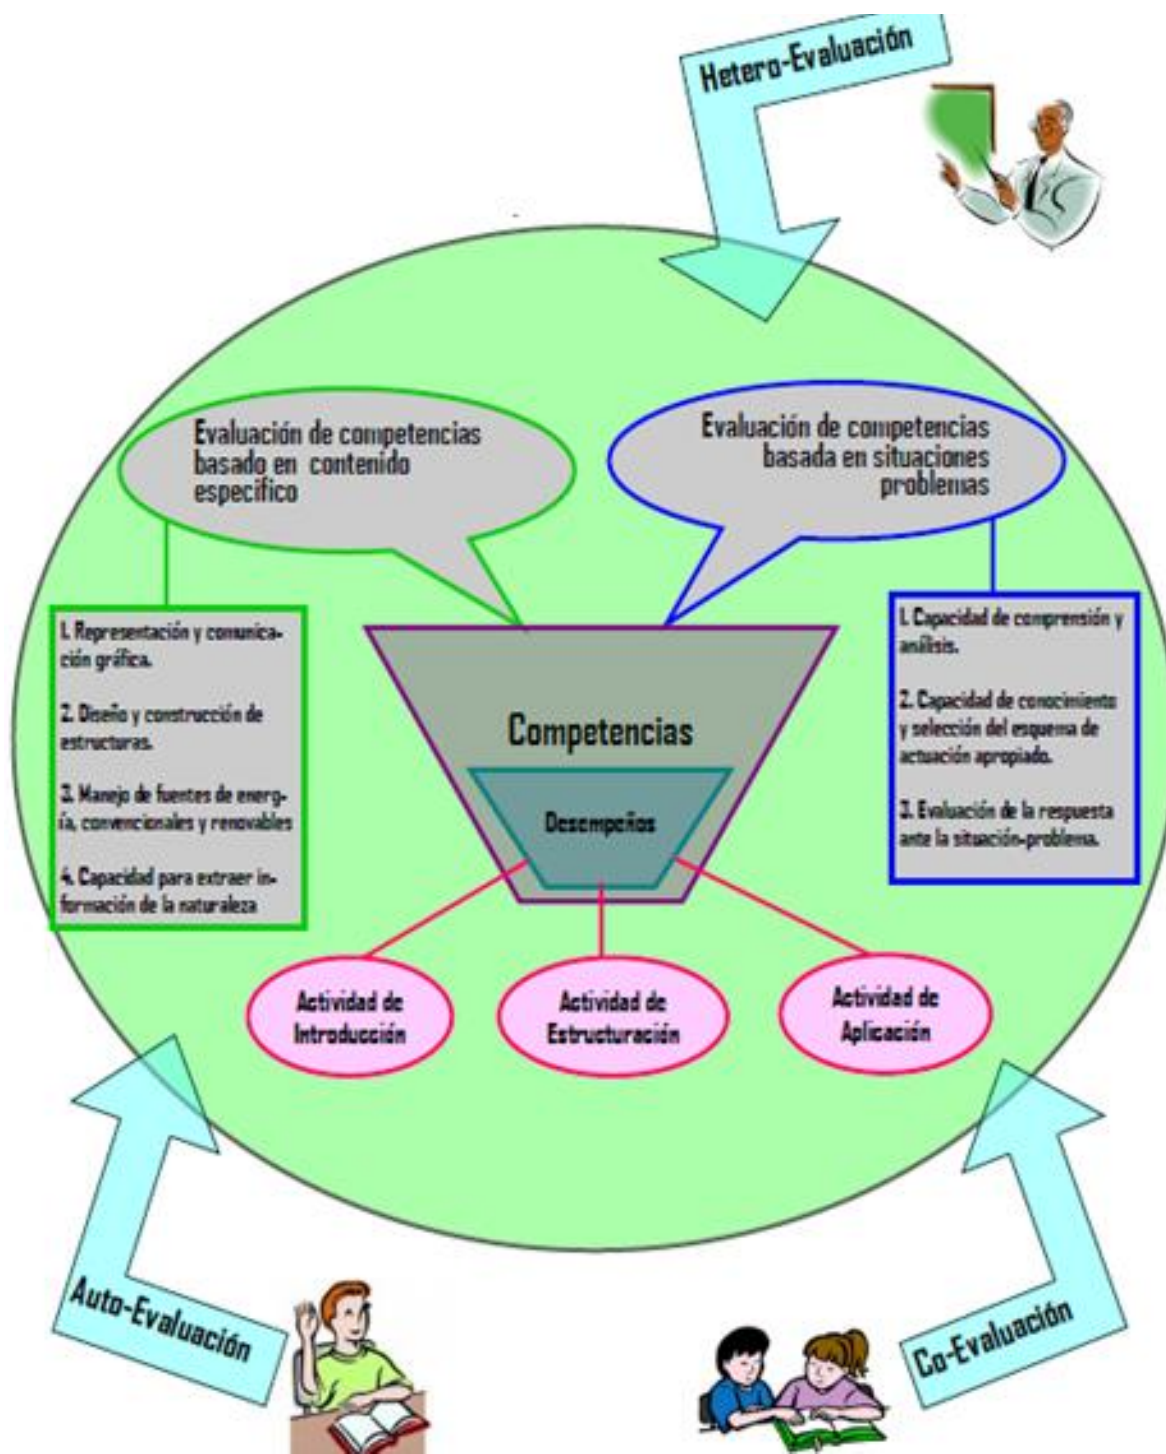 Hetero-Evaluación
Evaluación de competencias
basado en contenido
específico
Evaluación de competencias
basada en situaciones
problemas
1. Representación y comunica-
ción gráfica.
2. Diseño y construcción de
estructuras.
3. Manejo de fuentes de energ-
ía, convencionales y renovables
4. Capacidad para extraer in-
formación de la naturaleza
1. Capacidad de comprensión y
análisis.
2. Capacidad de conocimiento
y selección del esquema de
actuación apropiado.
3. Evaluación de la respuesta
ante la situación-problema.
Competencias
Desempeños
Actividad de
Introducción
Actividad de
Estructuración
Actividad de
Aplicación
Auto-Evaluación
Co-Evaluación